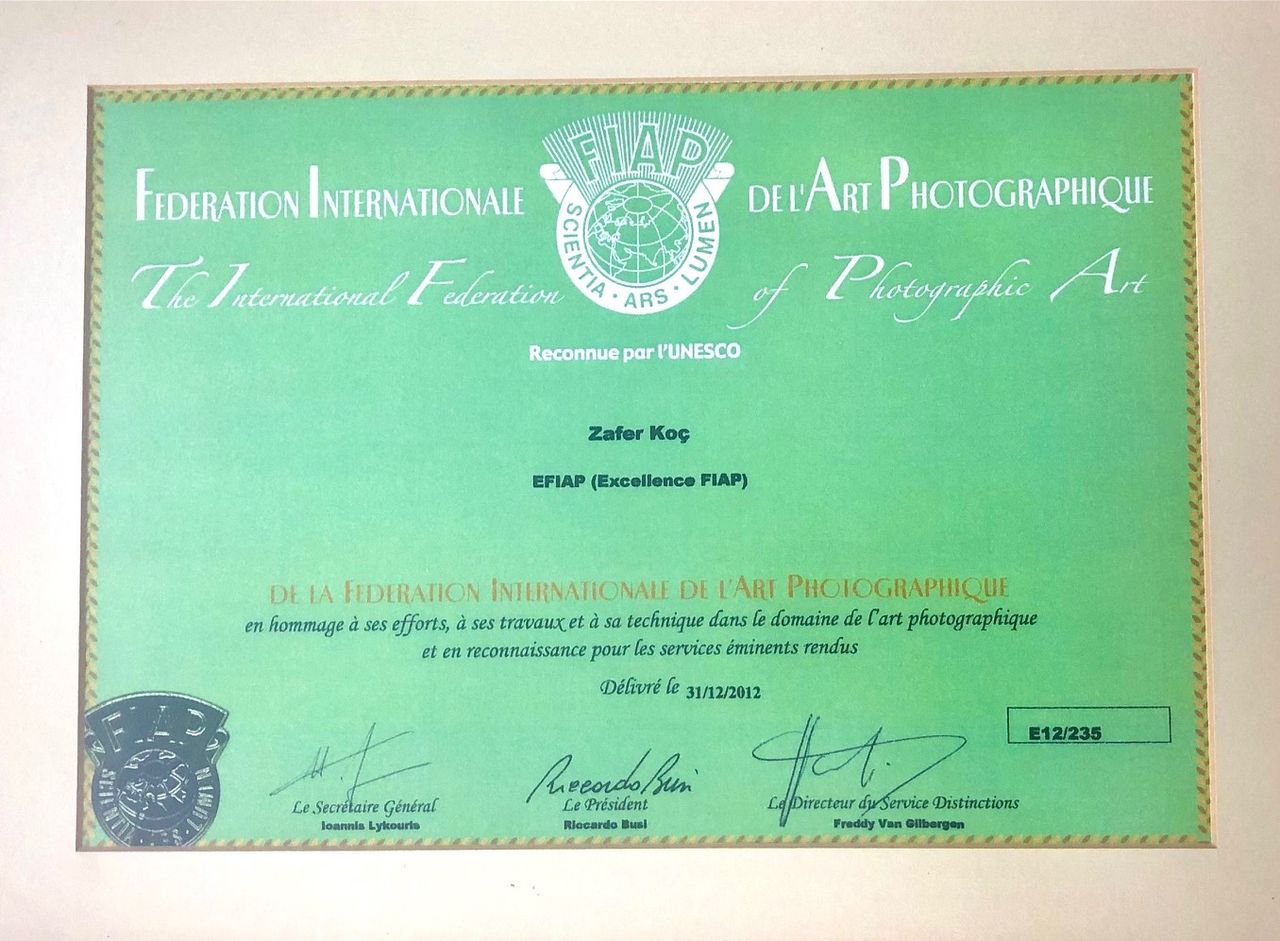 FIAP
SCIENTIA · ARS · LUMEN
FEDERATION INTERNATIONALE DE L'ART PHOTOGRAPHIQUE
The International Federation of Photographic Art
Reconnue par l'UNESCO
Zafer Koç
EFIAP (Excellence FIAP)
DE LA FEDERATION INTERNATIONALE DE L'ART PHOTOGRAPHIQUE
en hommage à ses efforts, à ses travaux et à sa technique dans le domaine de l'art photographique
et en reconnaissance pour les services éminents rendus
Délivré le 31/12/2012
E12/235
FIAP
Riccardo Busi
Le Secrétaire Général
Ioannis Lykouris
Le Président
Riccardo Busi
Le Directeur du Service Distinctions
Freddy Van Gilbergen